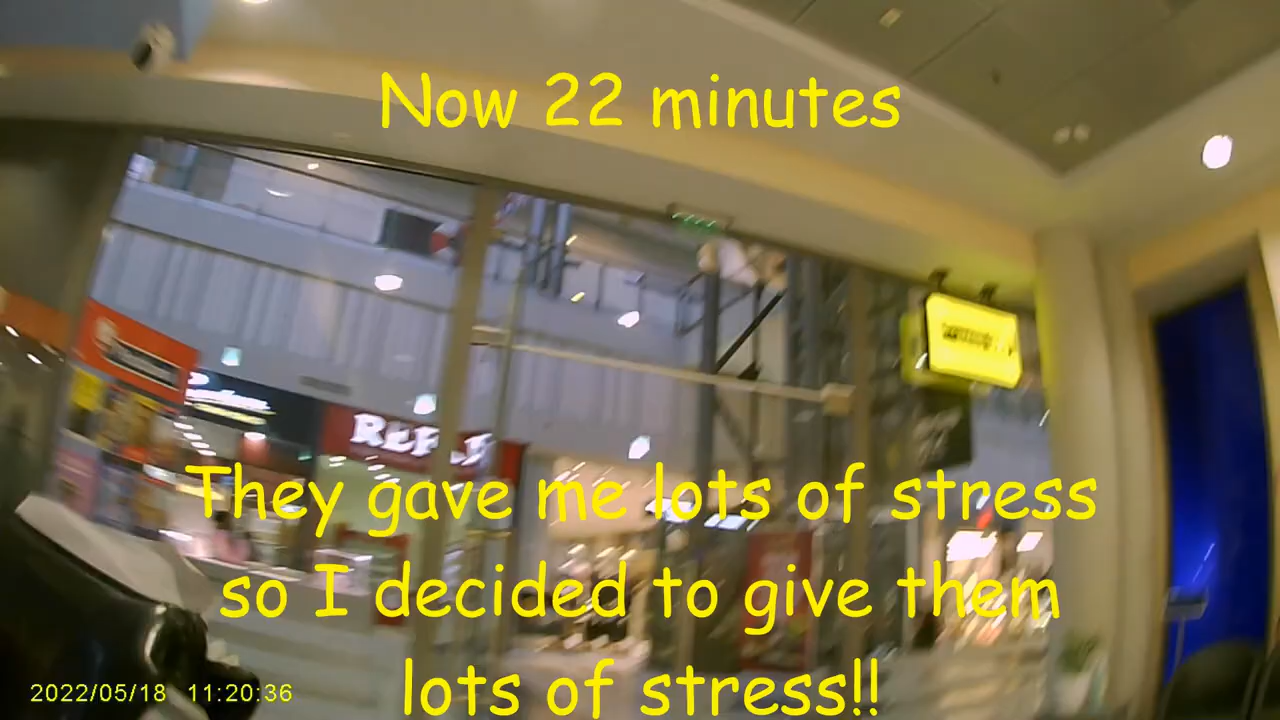 Now 22 minutes
They gave me lots of stress
so I decided to give them
lots of stress!!
2022/05/18 11:20:36